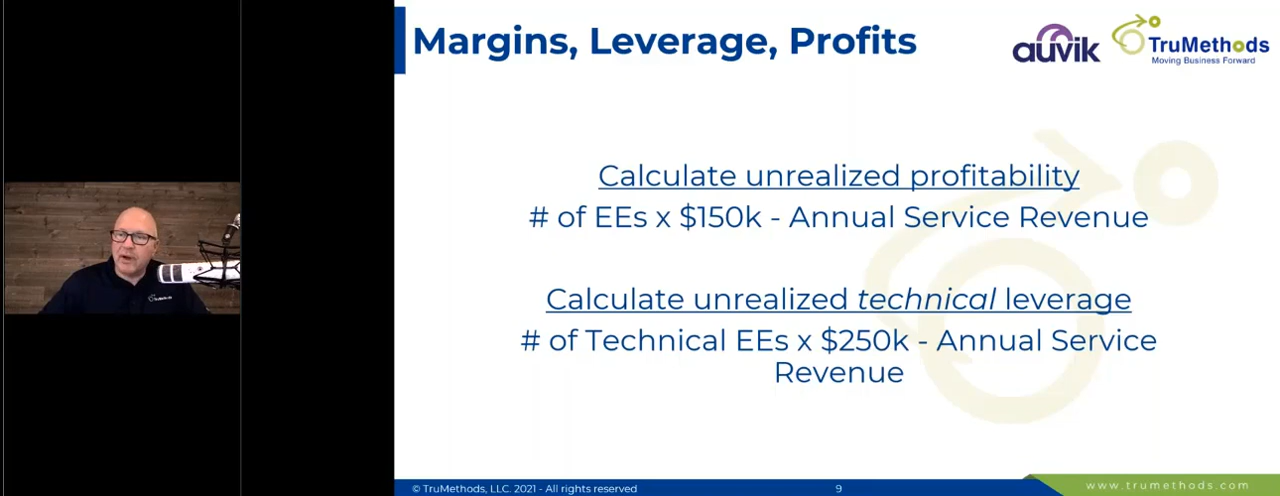 Margins, Leverage, Profits
auvik
TruMethods
Moving Business Forward
Calculate unrealized profitability
# of EEs x $150k - Annual Service Revenue
Calculate unrealized technical leverage
# of Technical EEs x $250k - Annual Service
Revenue
© TruMethods, LLC. 2021 - All rights reserved
9
www.trumethods.com